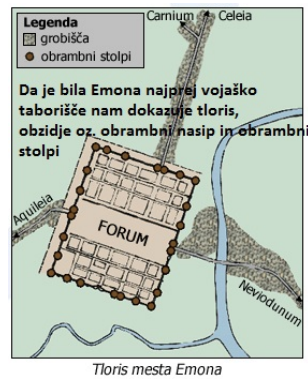 Legenda
grobišča
obrambni stolpi
Carnium
Celeia
Da je bila Emona najprej vojaško
taborišče nam dokazuje tloris,
obzidje oz. obrambni nasip in obrambni
stolpi
Aquileia
FORUM
Neviodunum
Tloris mesta Emona